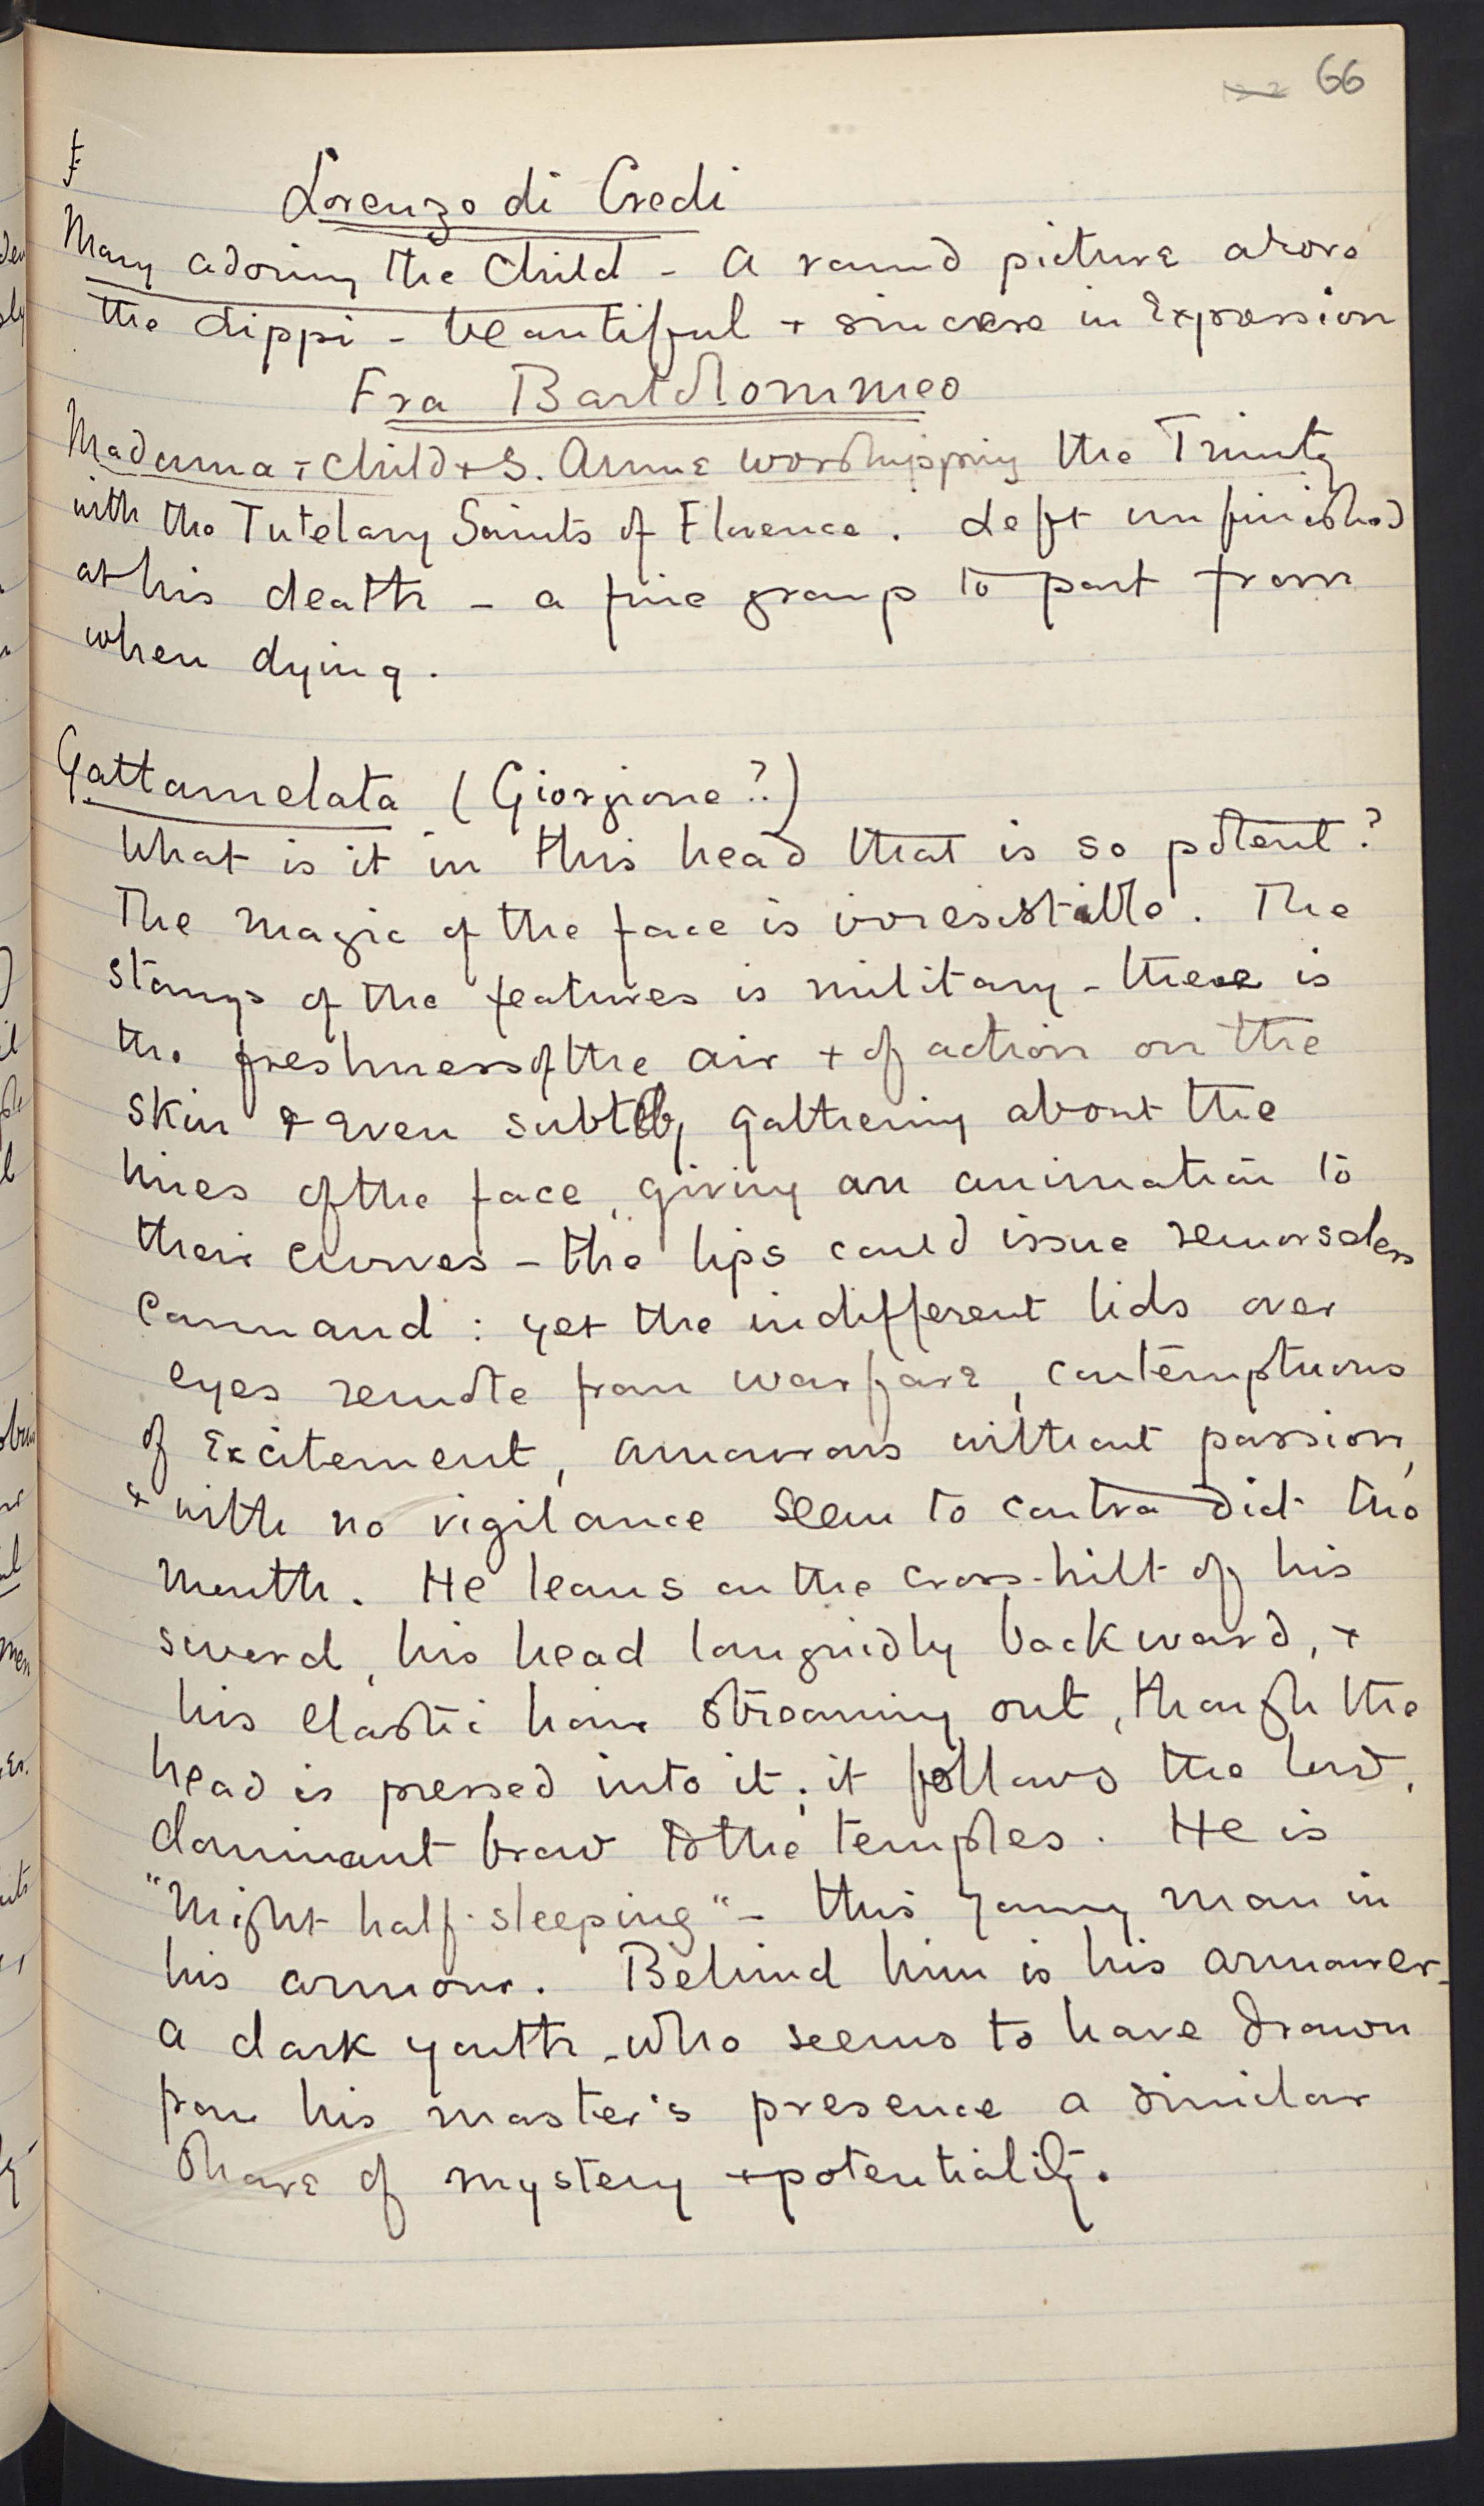 66
Lorenzo di Credi
Mary adoring the Child - A round picture above
the Lippi - beautiful + sincere in Expression
Fra Bartolommeo
Madonna + Child + S. Anne worshipping the Trinity
with the Tutelary Saints of Florence. Left unfinished
at his death - a fine group to part from
when dying.
Gattamelata (Giorgione??)
What is it in this head that is so potent?
The magic of the face is irresistible. The
stamp of the features is military - there is
the freshness of the air + of action on the
skin & even subtly gathering about the
lines of the face, giving an animation to
their curves - the lips could issue remorseless
command: yet the indifferent lids over
eyes remote from warfare, contemptuous
of Excitement, amorous without passion,
& with no vigilance seem to contradict the
mouth. He leans on the cross-hilt of his
sword, his head languidly backward, +
his elastic hair streaming out, though the
head is pressed into it; it follows the low,
dominant brow to the temples. He is
"Might half-sleeping" - this young man in
his armour. Behind him is his armourer -
a dark youth - who seems to have drawn
from his master's presence a similar
share of mystery + potentiality.